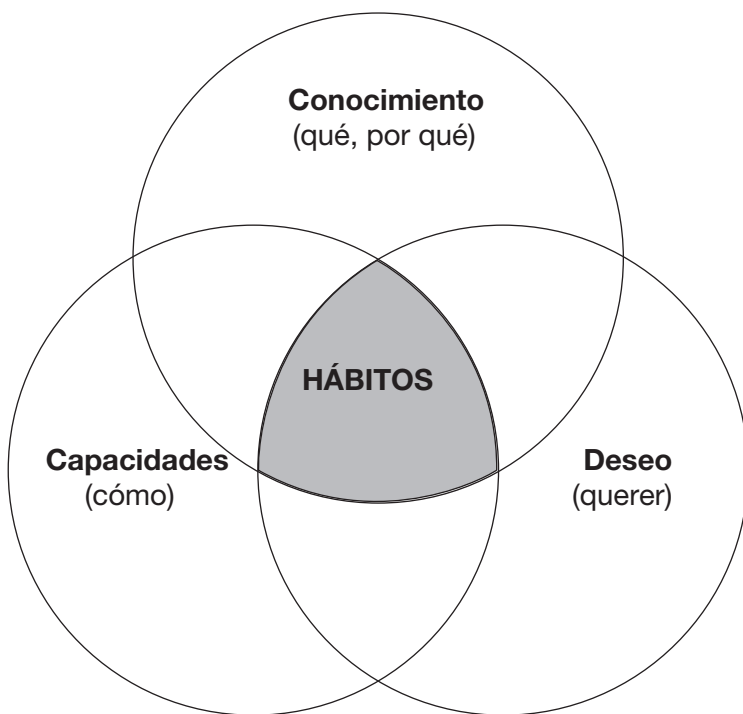 Conocimiento
(qué, por qué)
HÁBITOS
Capacidades
(cómo)
Deseo
(querer)